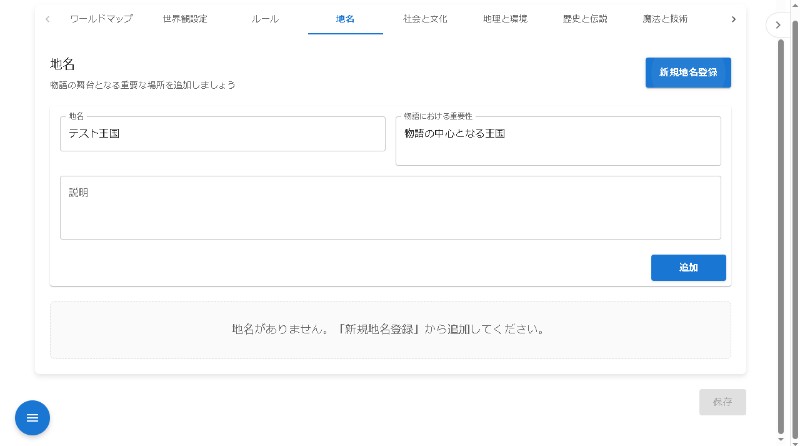 ワールドマップ 世界観設定 ルール 地名 社会と文化 地理と環境 歴史と伝説 魔法と技術
地名
新規地名登録
物語の舞台となる重要な場所を追加しましょう
地名
テスト王国
物語における重要性
物語の中心となる王国
説明
追加
地名がありません。「新規地名登録」から追加してください。
保存